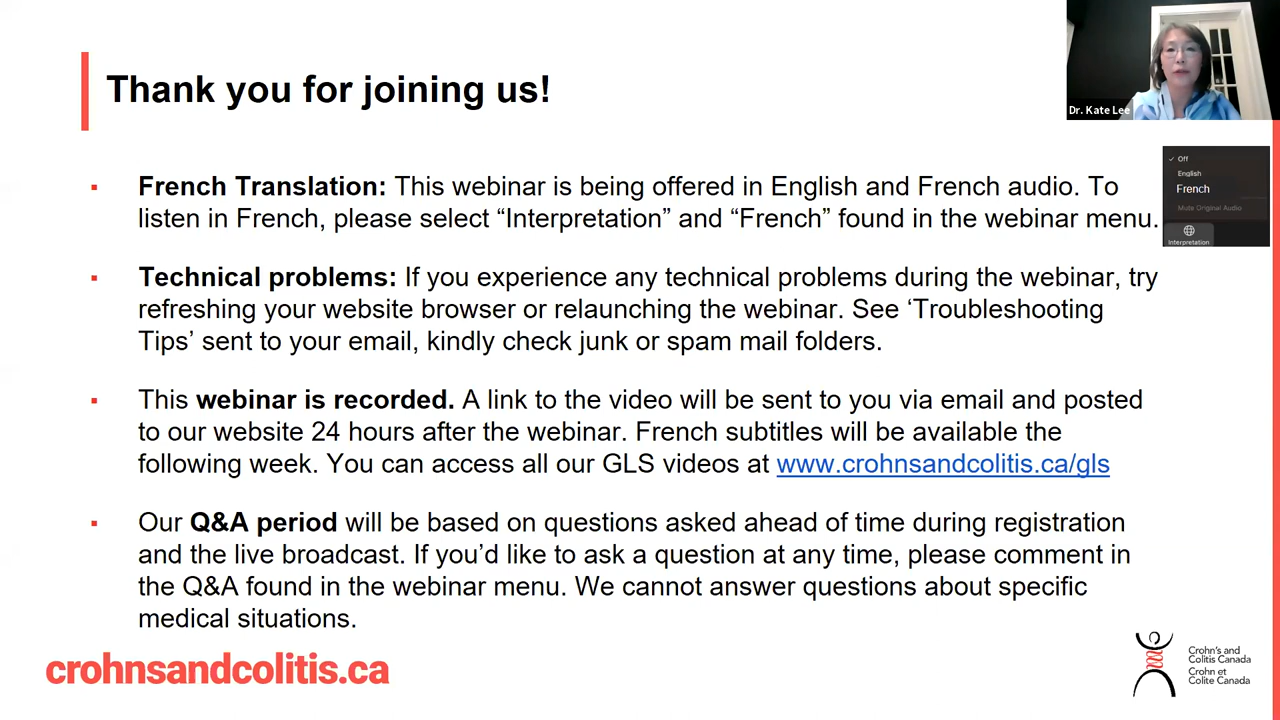 Thank you for joining us!
Dr. Kate Lee
✓ Off
English
French
Mute Original Audio
Interpretation
▪ French Translation: This webinar is being offered in English and French audio. To
listen in French, please select “Interpretation” and “French” found in the webinar menu.
▪ Technical problems: If you experience any technical problems during the webinar, try
refreshing your website browser or relaunching the webinar. See ‘Troubleshooting
Tips’ sent to your email, kindly check junk or spam mail folders.
▪ This webinar is recorded. A link to the video will be sent to you via email and posted
to our website 24 hours after the webinar. French subtitles will be available the
following week. You can access all our GLS videos at www.crohnsandcolitis.ca/gls
▪ Our Q&A period will be based on questions asked ahead of time during registration
and the live broadcast. If you’d like to ask a question at any time, please comment in
the Q&A found in the webinar menu. We cannot answer questions about specific
medical situations.
crohnsandcolitis.ca
Crohn's and
Colitis Canada
Crohn et
Colite Canada